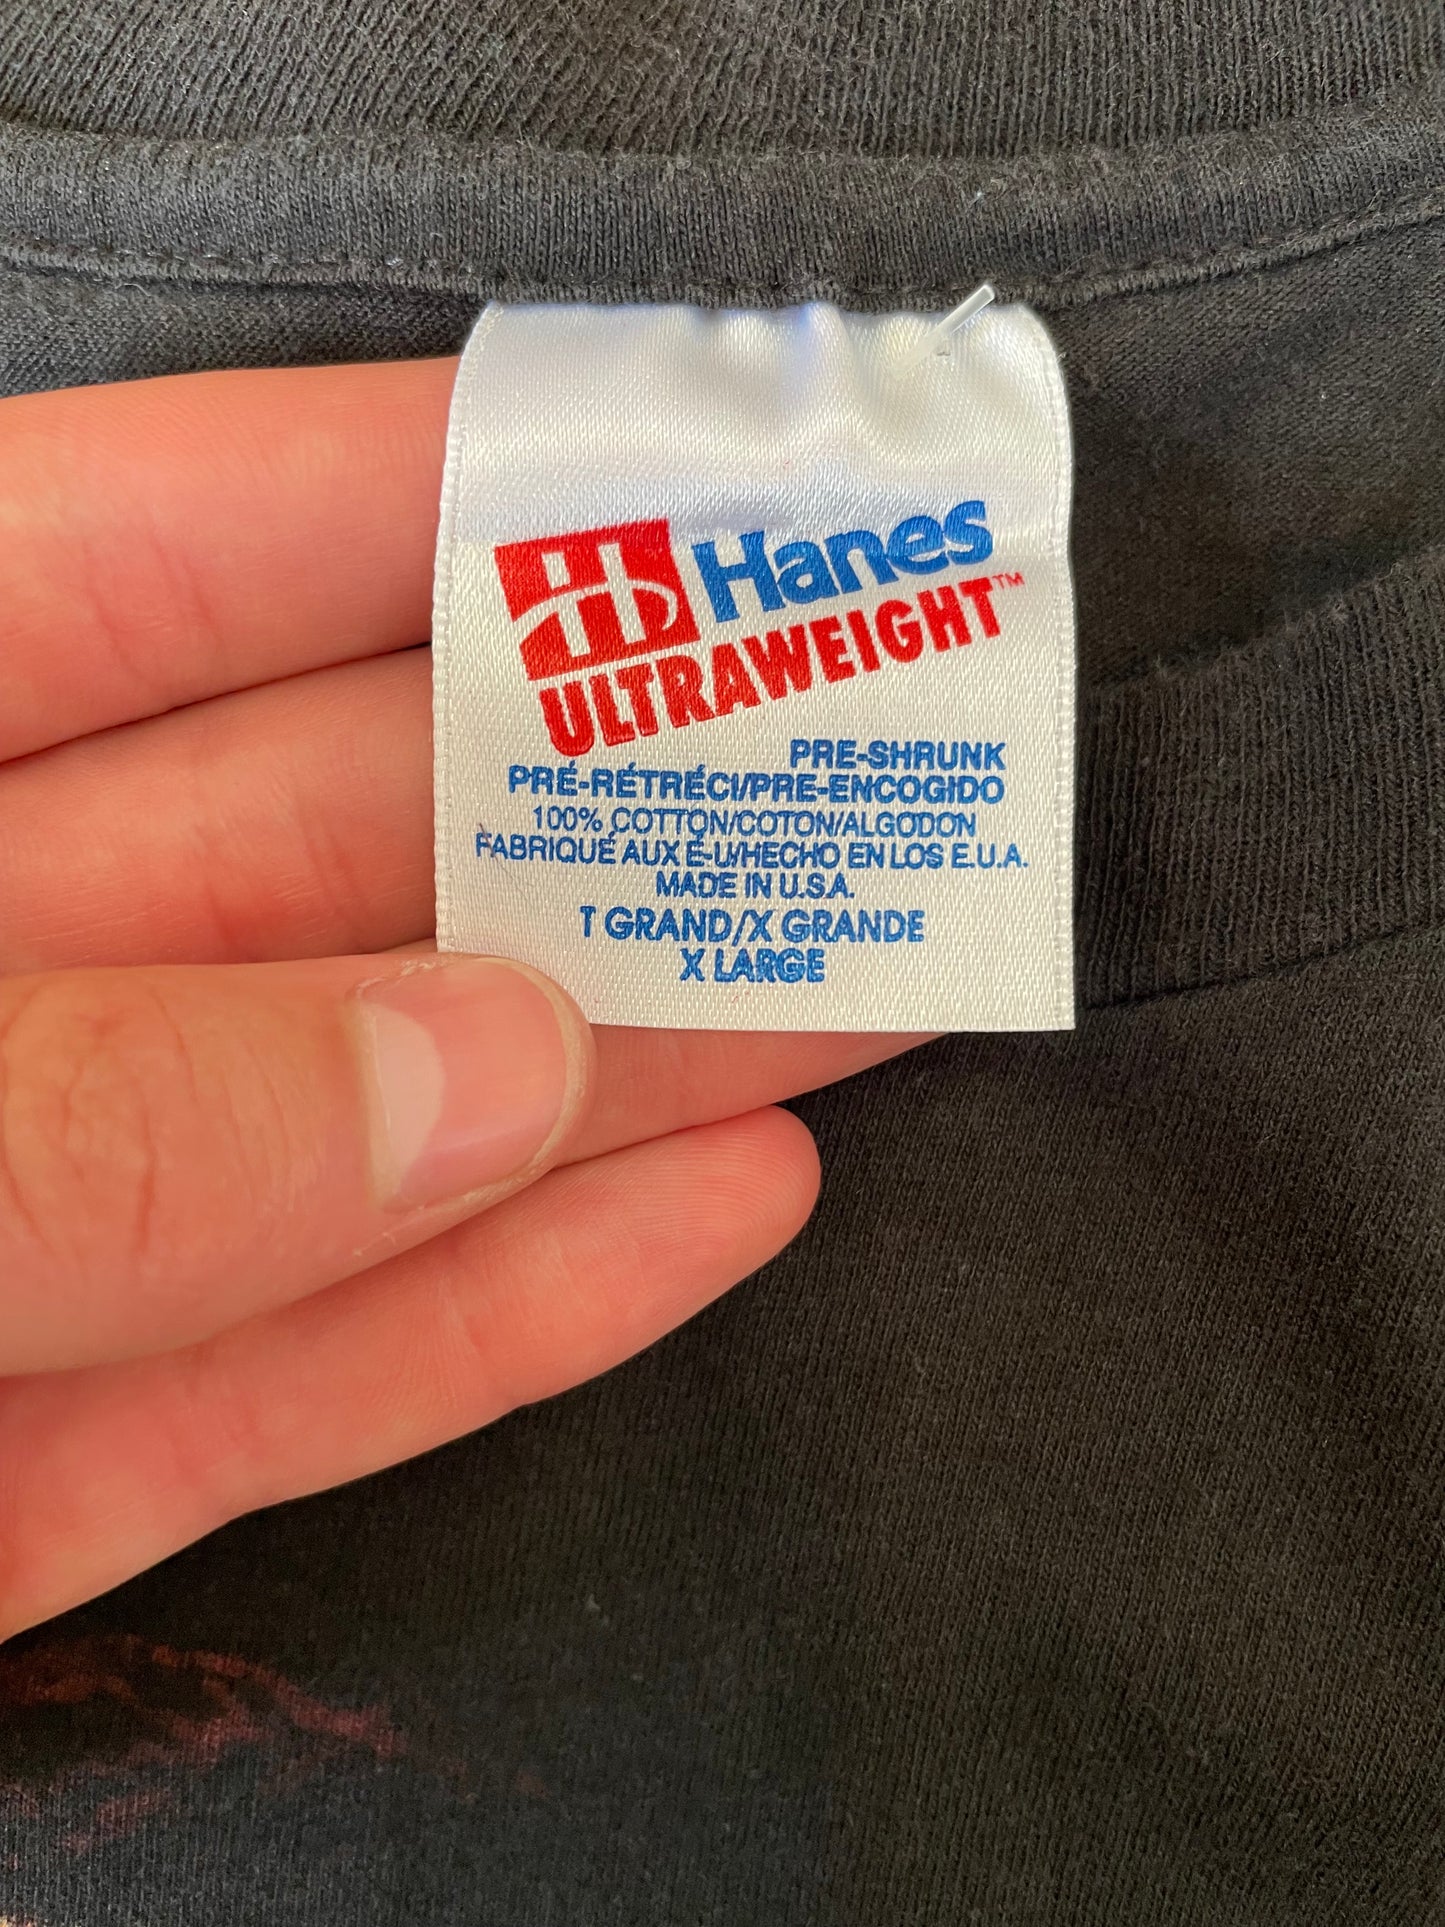 Hanes
ULTRAWEIGHT™
PRE-SHRUNK
PRÉ-RÉTRÉCI/PRE-ENCOGIDO
100% COTTON/COTON/ALGODON
FABRIQUÉ AUX É-U/HECHO EN LOS E.U.A.
MADE IN U.S.A.
T GRAND/X GRANDE
X LARGE